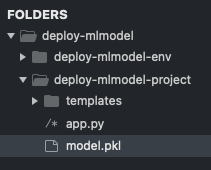 FOLDERS
deploy-mlmodel
deploy-mlmodel-env
deploy-mlmodel-project
templates
/* app.py
model.pkl